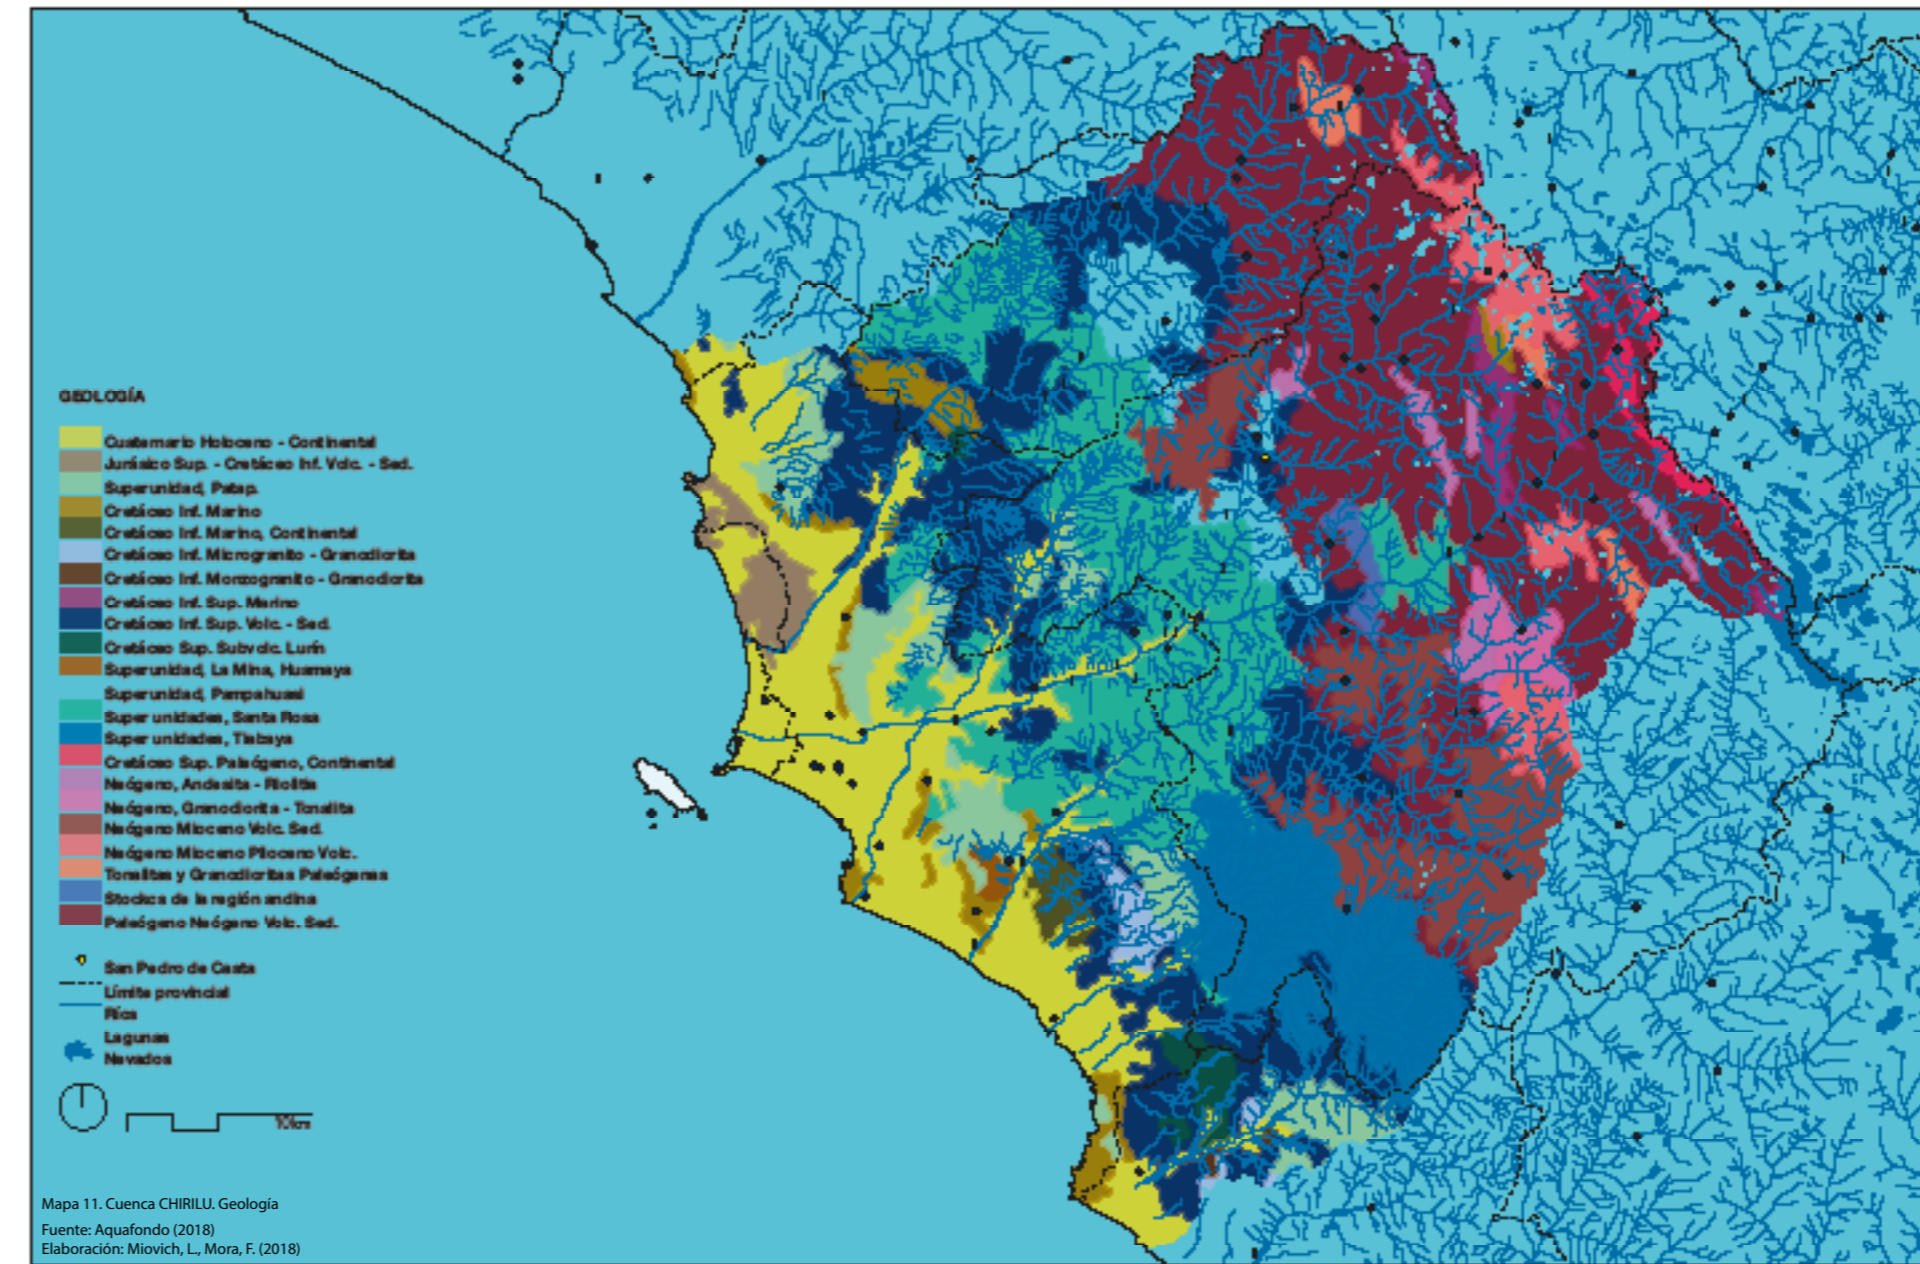 GEOLOGÍA
Cuaternario Holoceno - Continental
Jurásico Sup. - Cretáceo Inf. Volc. - Sed.
Superunidad, Patap.
Cretáceo Inf. Marino
Cretáceo Inf. Marino, Continental
Cretáceo Inf. Microgranito - Granodiorita
Cretáceo Inf. Monzogranito - Granodiorita
Cretáceo Inf. Sup. Marino
Cretáceo Inf. Sup. Volc. - Sed.
Cretáceo Sup. Subvolc. Lurín
Superunidad, La Mina, Huamaya
Superunidad, Pampahuasi
Super unidades, Santa Rosa
Super unidades, Tiabaya
Cretáceo Sup. Paleógeno, Continental
Neógeno, Andesita - Riolitia
Neógeno, Granodiorita - Tonalita
Neógeno Mioceno Volc. Sed.
Neógeno Mioceno Plioceno Volc.
Tonalitas y Granodioritas Paleógenas
Stockcs de la región andina
Paleógeno Neógeno Volc. Sed.
San Pedro de Casta
Límite provincial
Ríos
Lagunas
Nevados
10km
Mapa 11. Cuenca CHIRILU. Geología
Fuente: Aquafondo (2018)
Elaboración: Miovich, L., Mora, F. (2018)